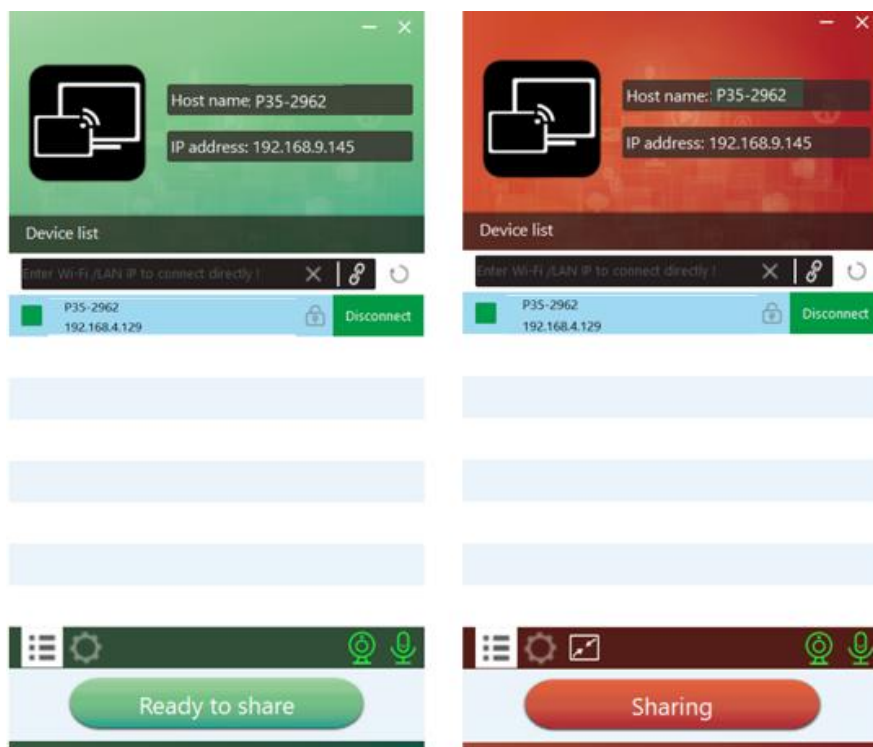 Host name: P35-2962
IP address: 192.168.9.145
Device list
Enter Wi-Fi /LAN IP to connect directly !
P35-2962
192.168.4.129
Disconnect
Ready to share
Host name:: P35-2962
IP address: 192.168.9.145
Device list
Enter Wi-Fi /LAN IP to connect directly !
P35-2962
192.168.4.129
Disconnect
Sharing